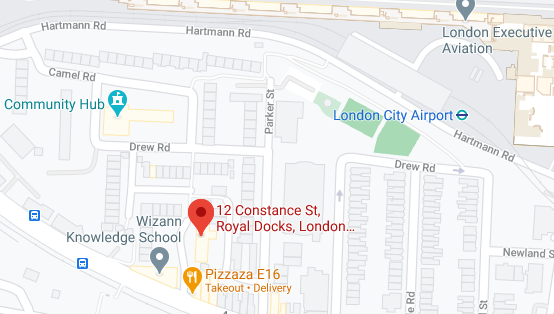 London Executive
Aviation
Hartmann Rd
Hartmann Rd
Camel Rd
Community Hub
Parker St
London City Airport
Hartmann Rd
Drew Rd
Drew Rd
12 Constance St,
Royal Docks, London...
Wizann
Knowledge School
Newland S
Pizzaza E16
Takeout • Delivery
d St